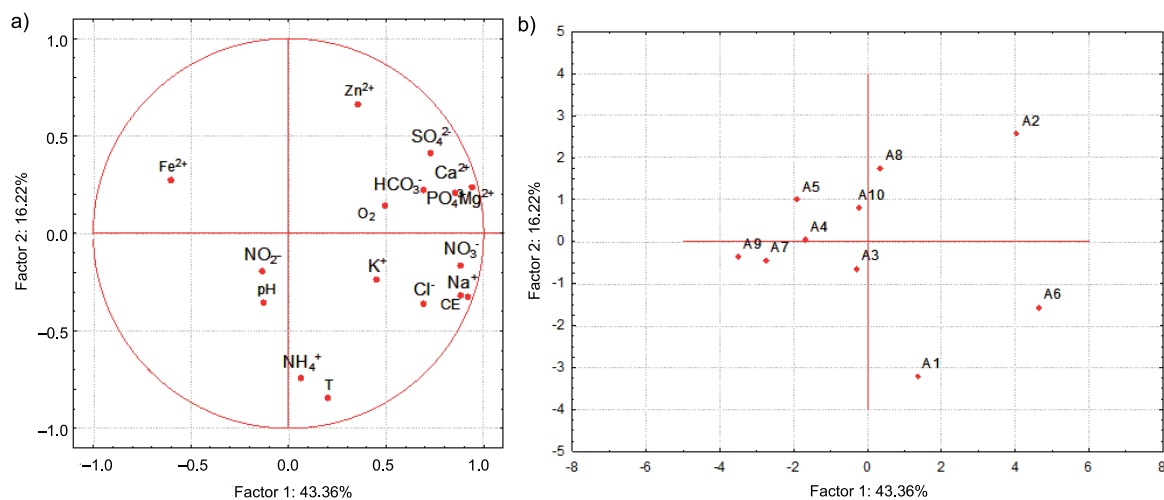 a)
1.0
0.5
0.0
−0.5
−1.0
Factor 2: 16.22%
Zn²⁺
SO₄²⁻
Fe²⁺
Ca²⁺
HCO₃⁻
PO₄³⁻
Mg²⁺
O₂
NO₂⁻
NO₃⁻
K⁺
pH
Cl⁻
Na⁺
CE
NH₄⁺
T
−1.0 −0.5 0.0 0.5 1.0
Factor 1: 43.36%
b)
5
4
3
2
1
0
-1
-2
-3
-4
-5
Factor 2: 16.22%
A2
A8
A5
A10
A4
A9
A7
A3
A6
A1
-8 -6 -4 -2 0 2 4 6 8
Factor 1: 43.36%